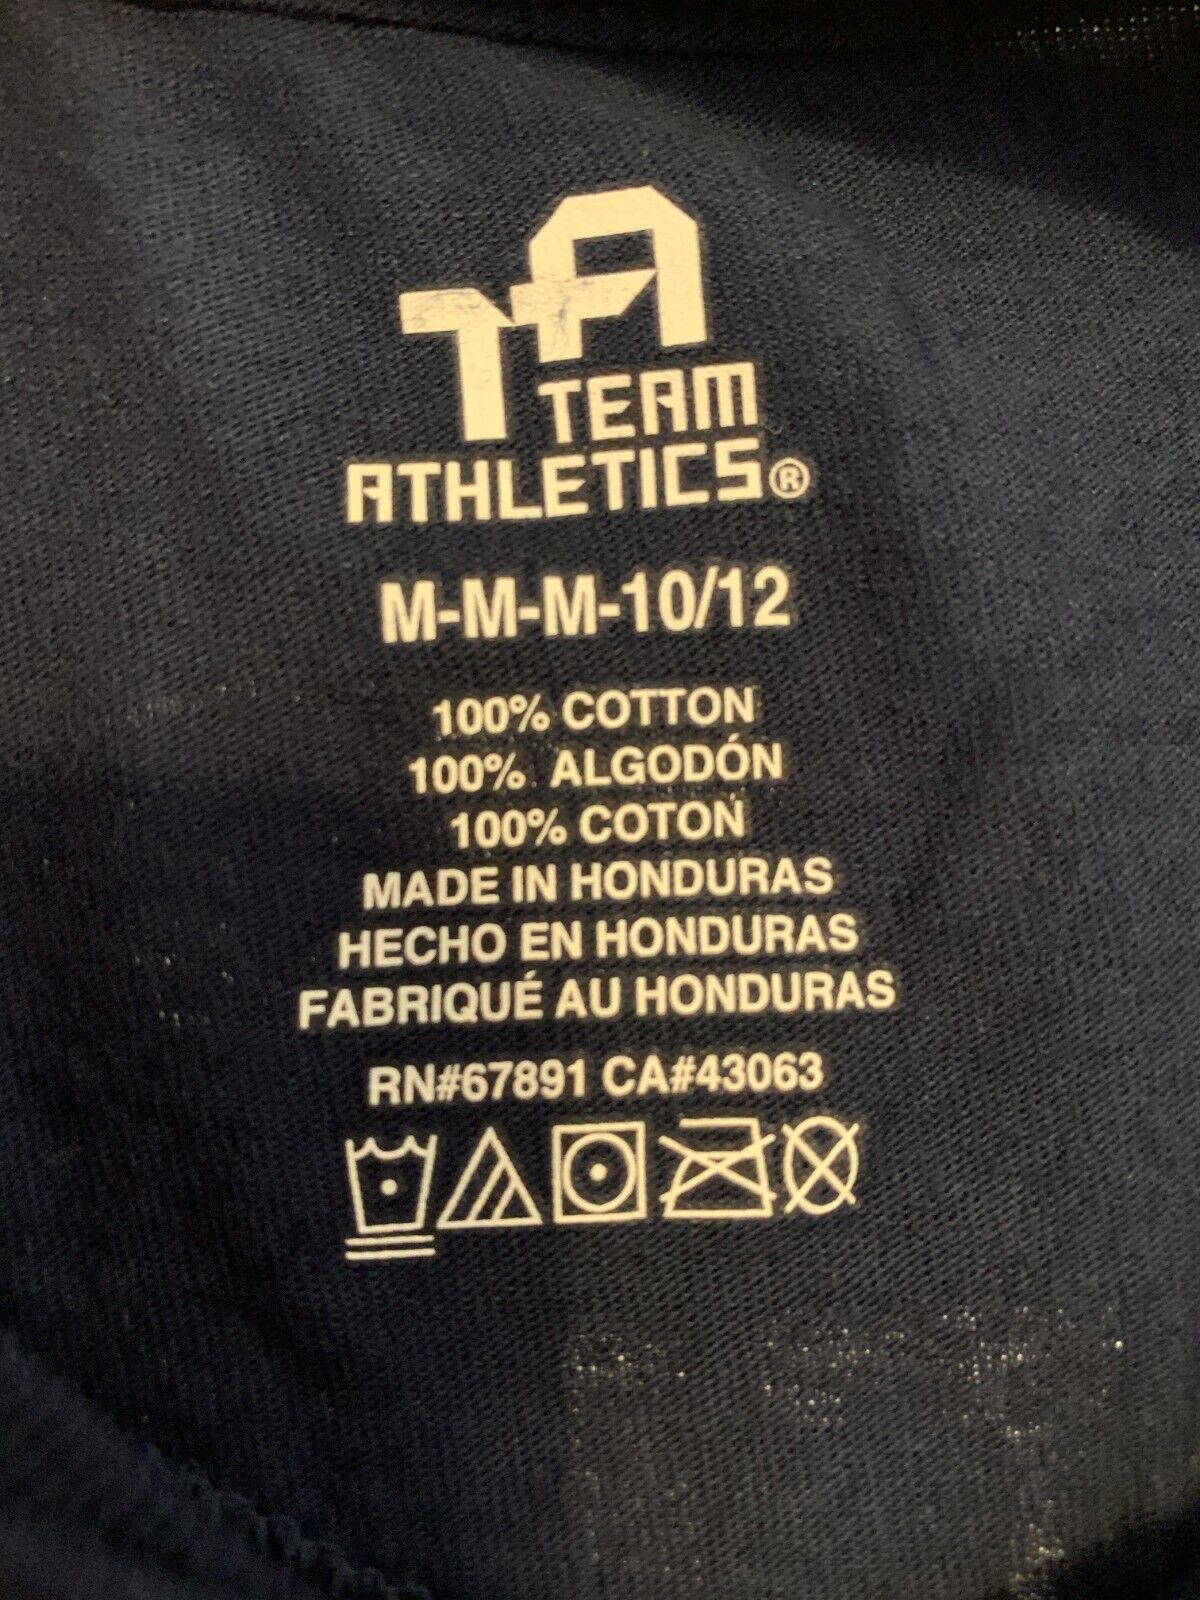 TA
TEAM
ATHLETICS®
M-M-M-10/12
100% COTTON
100% ALGODÓN
100% COTON
MADE IN HONDURAS
HECHO EN HONDURAS
FABRIQUÉ AU HONDURAS
RN#67891 CA#43063